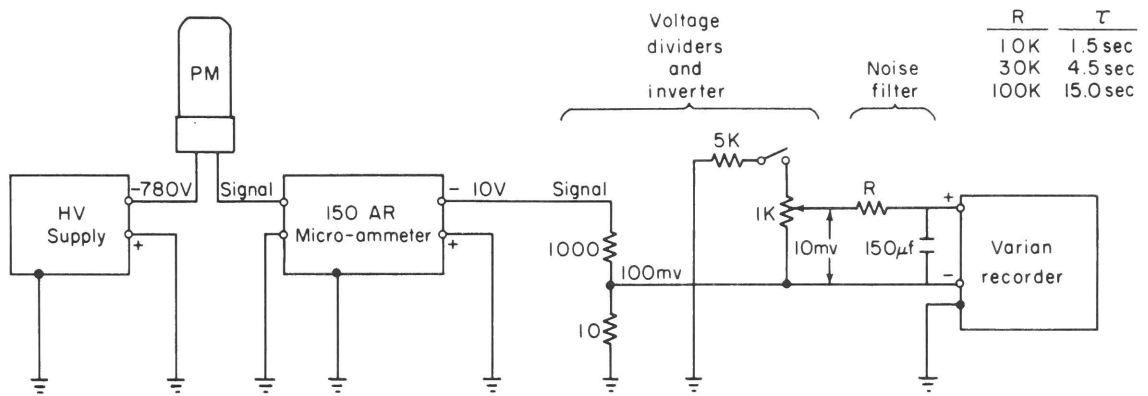 PM
HV
Supply
-780V
+
Signal
150 AR
Micro-ammeter
- 10V
+
Signal
1000
100mv
10
Voltage
dividers
and
inverter
5K
1K
10mv
Noise
filter
R
150μf
+
-
Varian
recorder
R τ
10K 1.5 sec
30K 4.5 sec
100K 15.0 sec